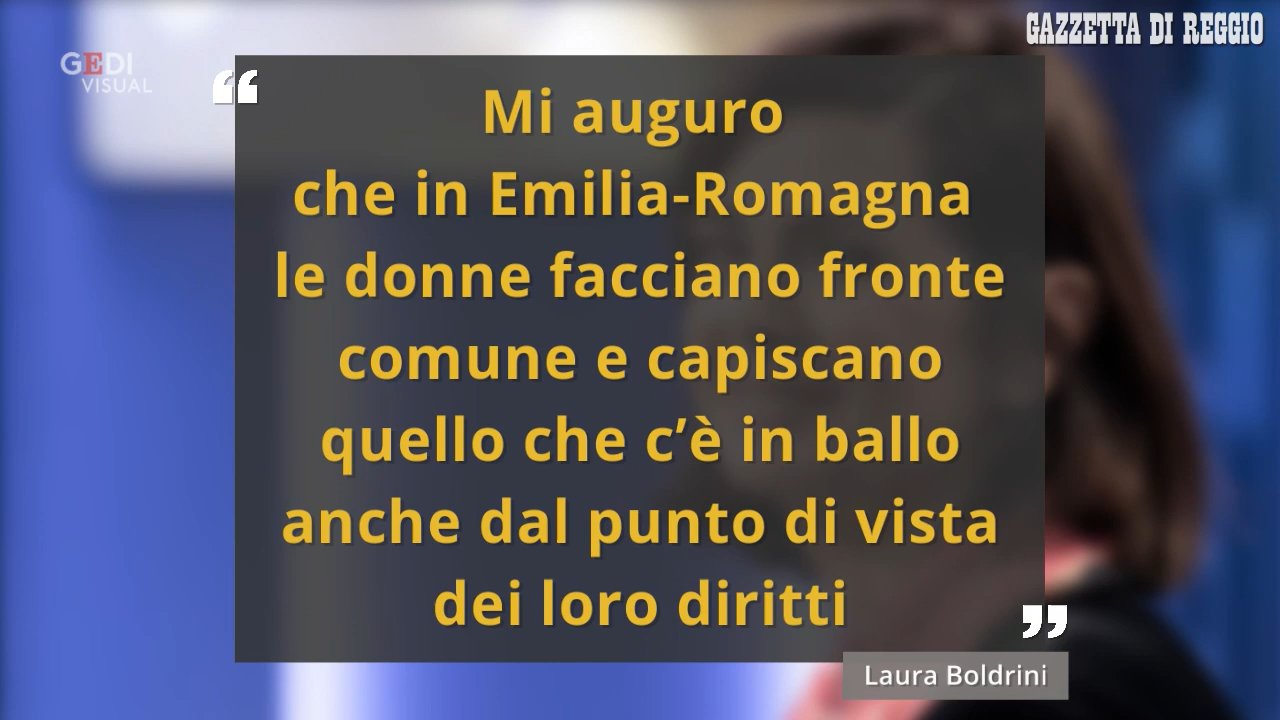 GAZZETTA DI REGGIO
GEDI
VISUAL
“
Mi auguro
che in Emilia-Romagna
le donne facciano fronte
comune e capiscano
quello che c’è in ballo
anche dal punto di vista
dei loro diritti
”
Laura Boldrini